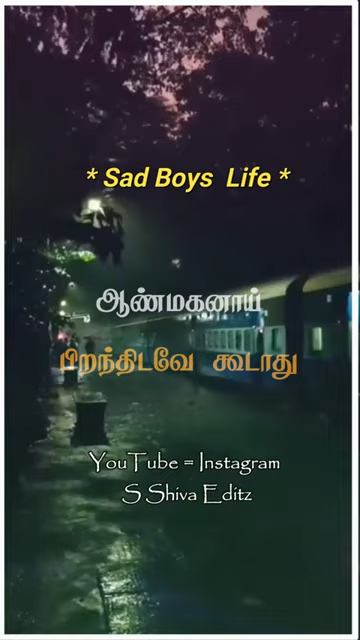 * Sad Boys Life *
ஆண்மகனாய்
பிறந்திடவே கூடாது
YouTube = Instagram
S Shiva Editz